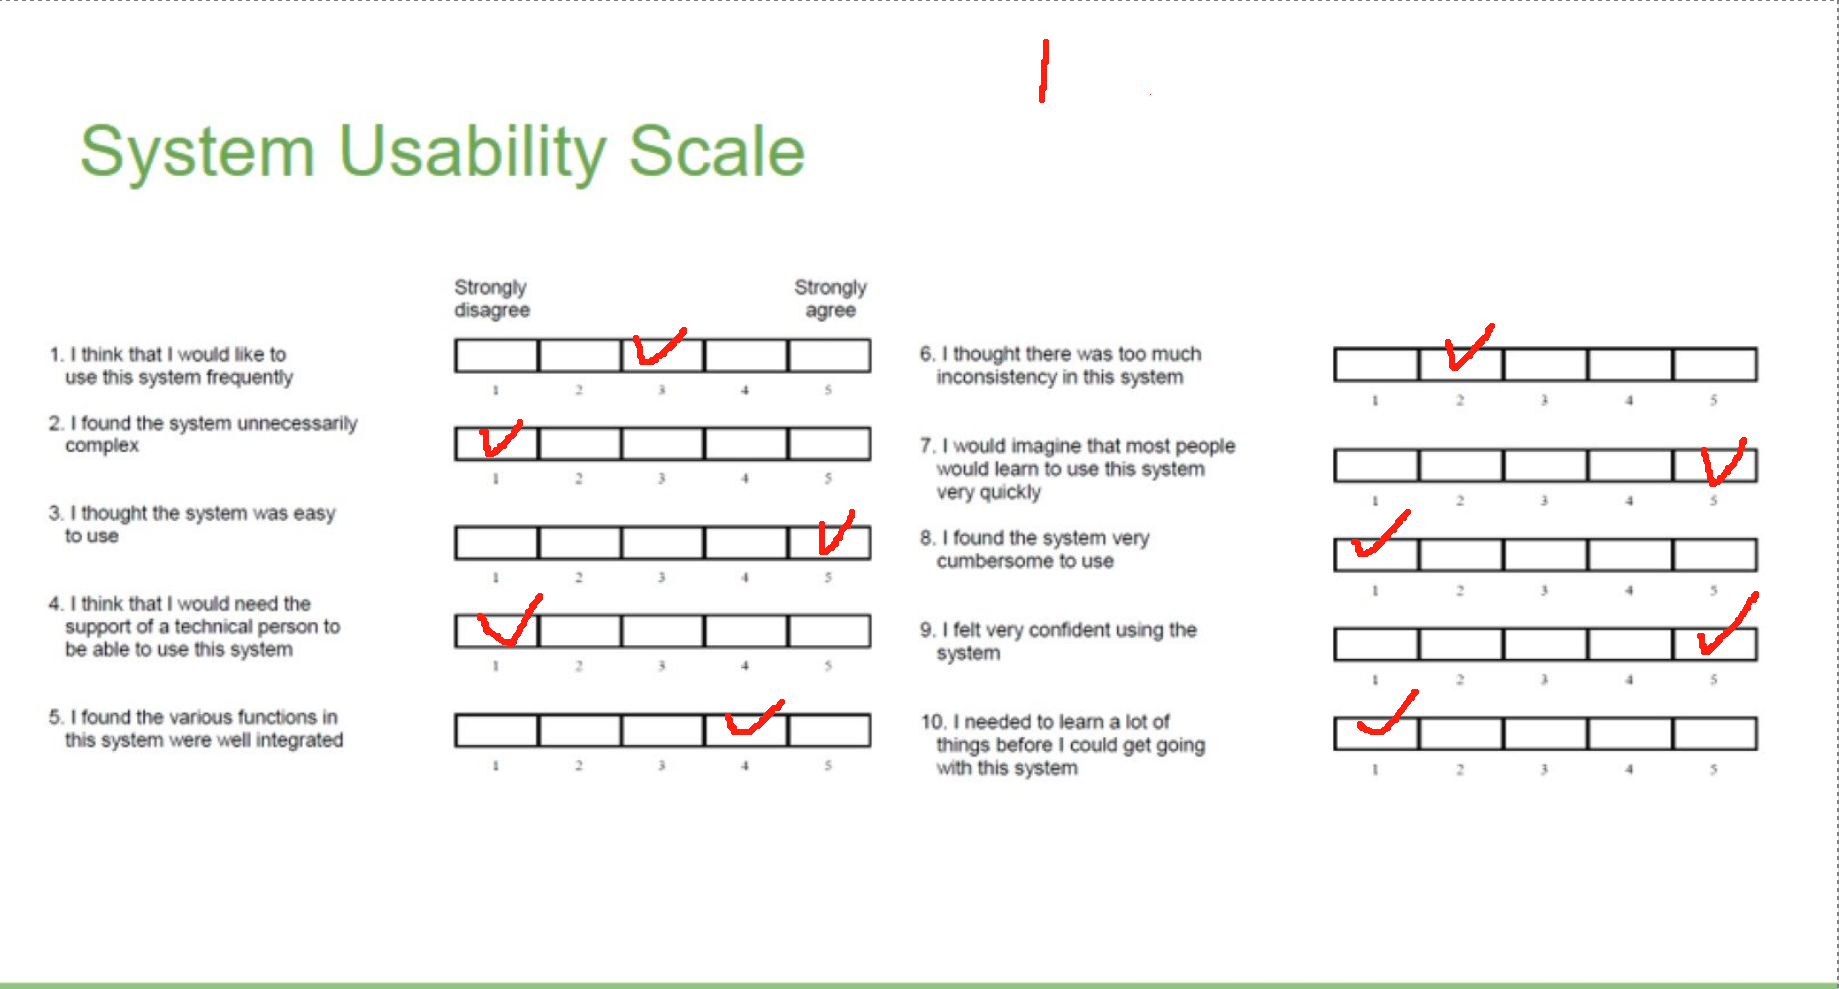 1
System Usability Scale
Strongly
disagree
Strongly
agree
1. I think that I would like to
use this system frequently
1 2 3 4 5
2. I found the system unnecessarily
complex
1 2 3 4 5
3. I thought the system was easy
to use
1 2 3 4 5
4. I think that I would need the
support of a technical person to
be able to use this system
1 2 3 4 5
5. I found the various functions in
this system were well integrated
1 2 3 4 5
6. I thought there was too much
inconsistency in this system
1 2 3 4 5
7. I would imagine that most people
would learn to use this system
very quickly
1 2 3 4 5
8. I found the system very
cumbersome to use
1 2 3 4 5
9. I felt very confident using the
system
1 2 3 4 5
10. I needed to learn a lot of
things before I could get going
with this system
1 2 3 4 5